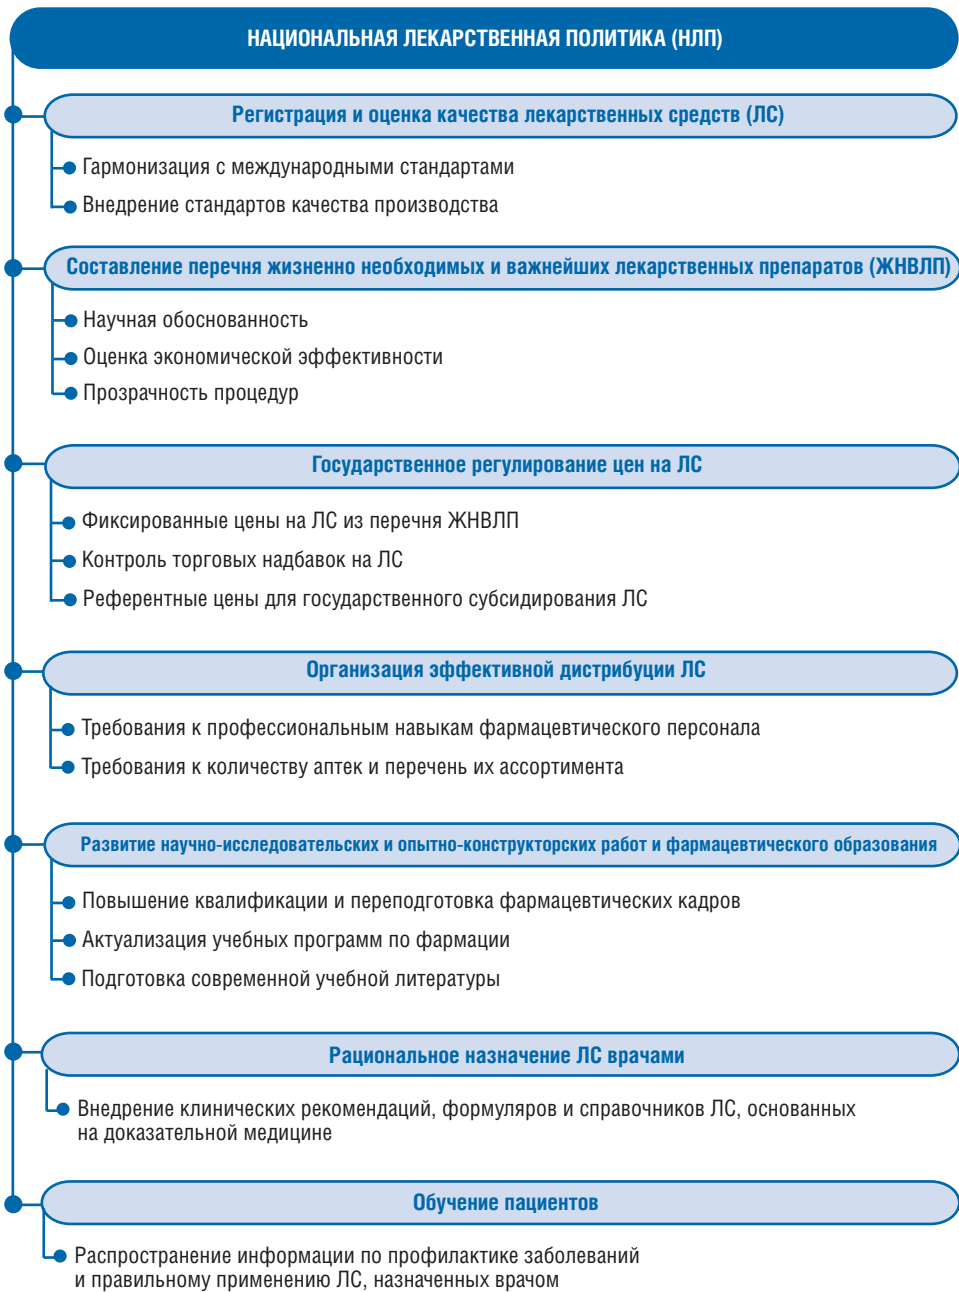 НАЦИОНАЛЬНАЯ ЛЕКАРСТВЕННАЯ ПОЛИТИКА (НЛП)
Регистрация и оценка качества лекарственных средств (ЛС)
Гармонизация с международными стандартами
Внедрение стандартов качества производства
Составление перечня жизненно необходимых и важнейших лекарственных препаратов (ЖНВЛП)
Научная обоснованность
Оценка экономической эффективности
Прозрачность процедур
Государственное регулирование цен на ЛС
Фиксированные цены на ЛС из перечня ЖНВЛП
Контроль торговых надбавок на ЛС
Референтные цены для государственного субсидирования ЛС
Организация эффективной дистрибуции ЛС
Требования к профессиональным навыкам фармацевтического персонала
Требования к количеству аптек и перечень их ассортимента
Развитие научно-исследовательских и опытно-конструкторских работ и фармацевтического образования
Повышение квалификации и переподготовка фармацевтических кадров
Актуализация учебных программ по фармации
Подготовка современной учебной литературы
Рациональное назначение ЛС врачами
Внедрение клинических рекомендаций, формуляров и справочников ЛС, основанных
на доказательной медицине
Обучение пациентов
Распространение информации по профилактике заболеваний
и правильному применению ЛС, назначенных врачом